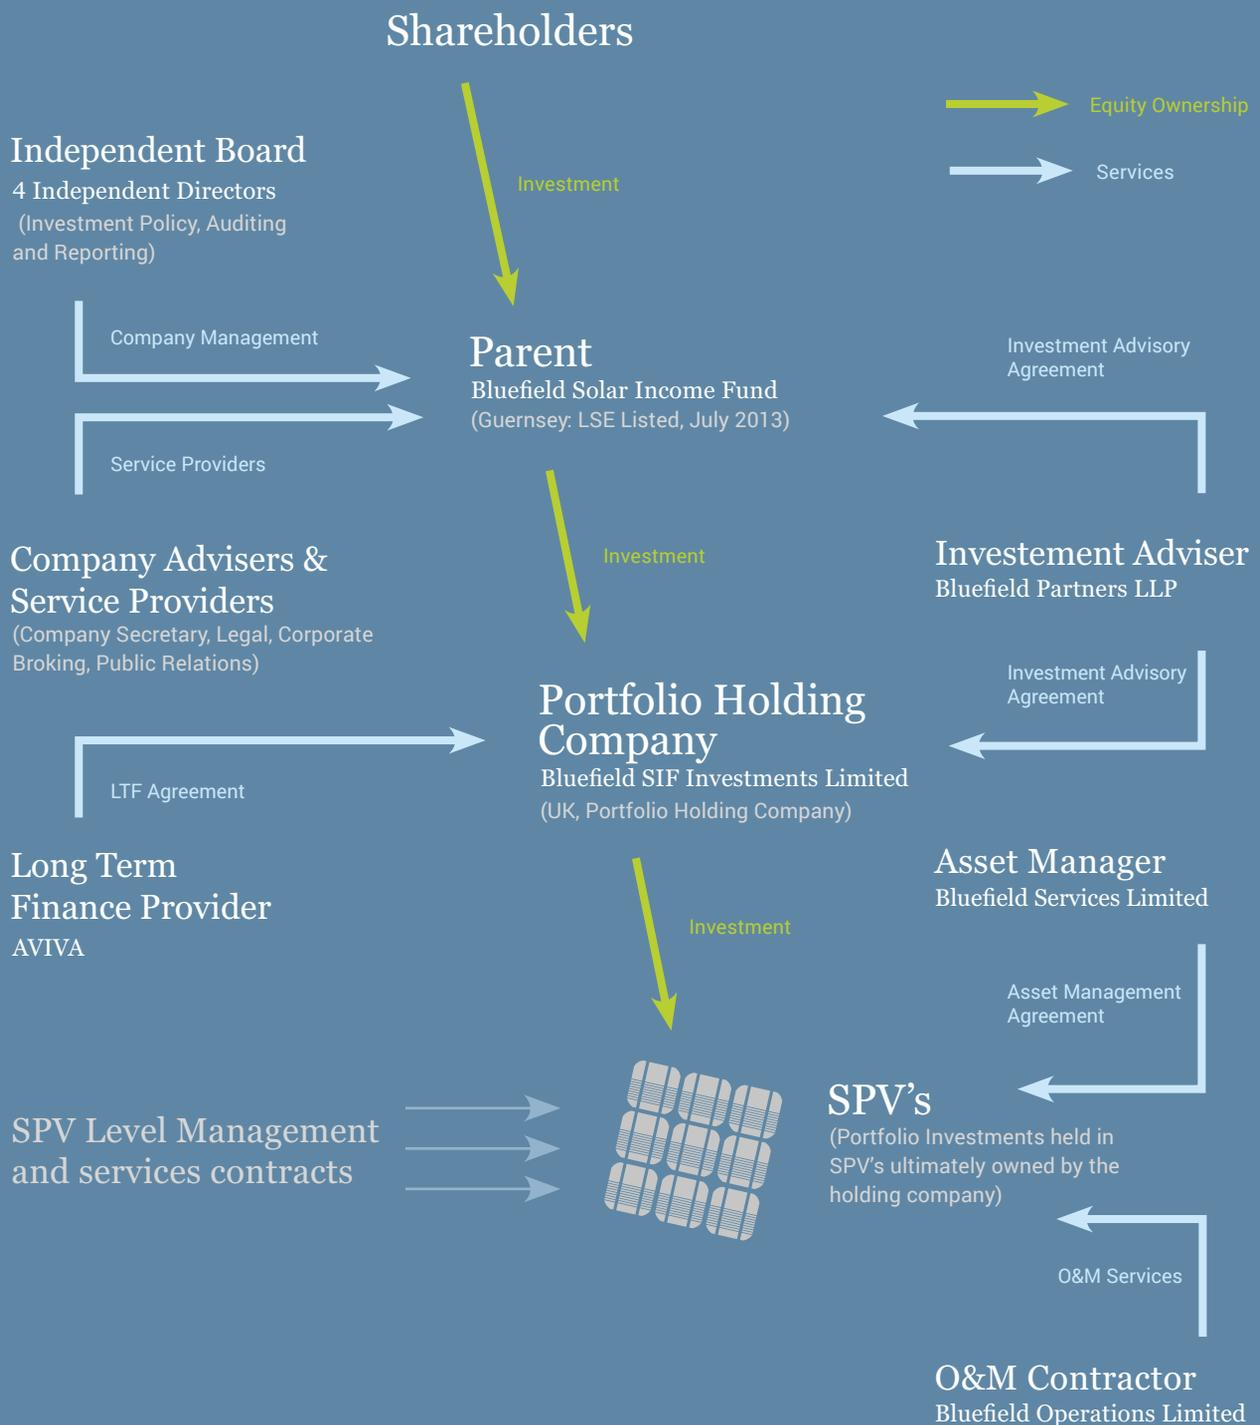 Shareholders
Equity Ownership
Services
Independent Board
4 Independent Directors
(Investment Policy, Auditing
and Reporting)
Investment
Company Management
Parent
Bluefield Solar Income Fund
(Guernsey: LSE Listed, July 2013)
Investment Advisory
Agreement
Service Providers
Company Advisers &
Service Providers
(Company Secretary, Legal, Corporate
Broking, Public Relations)
Investment
Investement Adviser
Bluefield Partners LLP
Investment Advisory
Agreement
Portfolio Holding
Company
Bluefield SIF Investments Limited
(UK, Portfolio Holding Company)
LTF Agreement
Long Term
Finance Provider
AVIVA
Asset Manager
Bluefield Services Limited
Investment
Asset Management
Agreement
SPV Level Management
and services contracts
SPV’s
(Portfolio Investments held in
SPV’s ultimately owned by the
holding company)
O&M Services
O&M Contractor
Bluefield Operations Limited